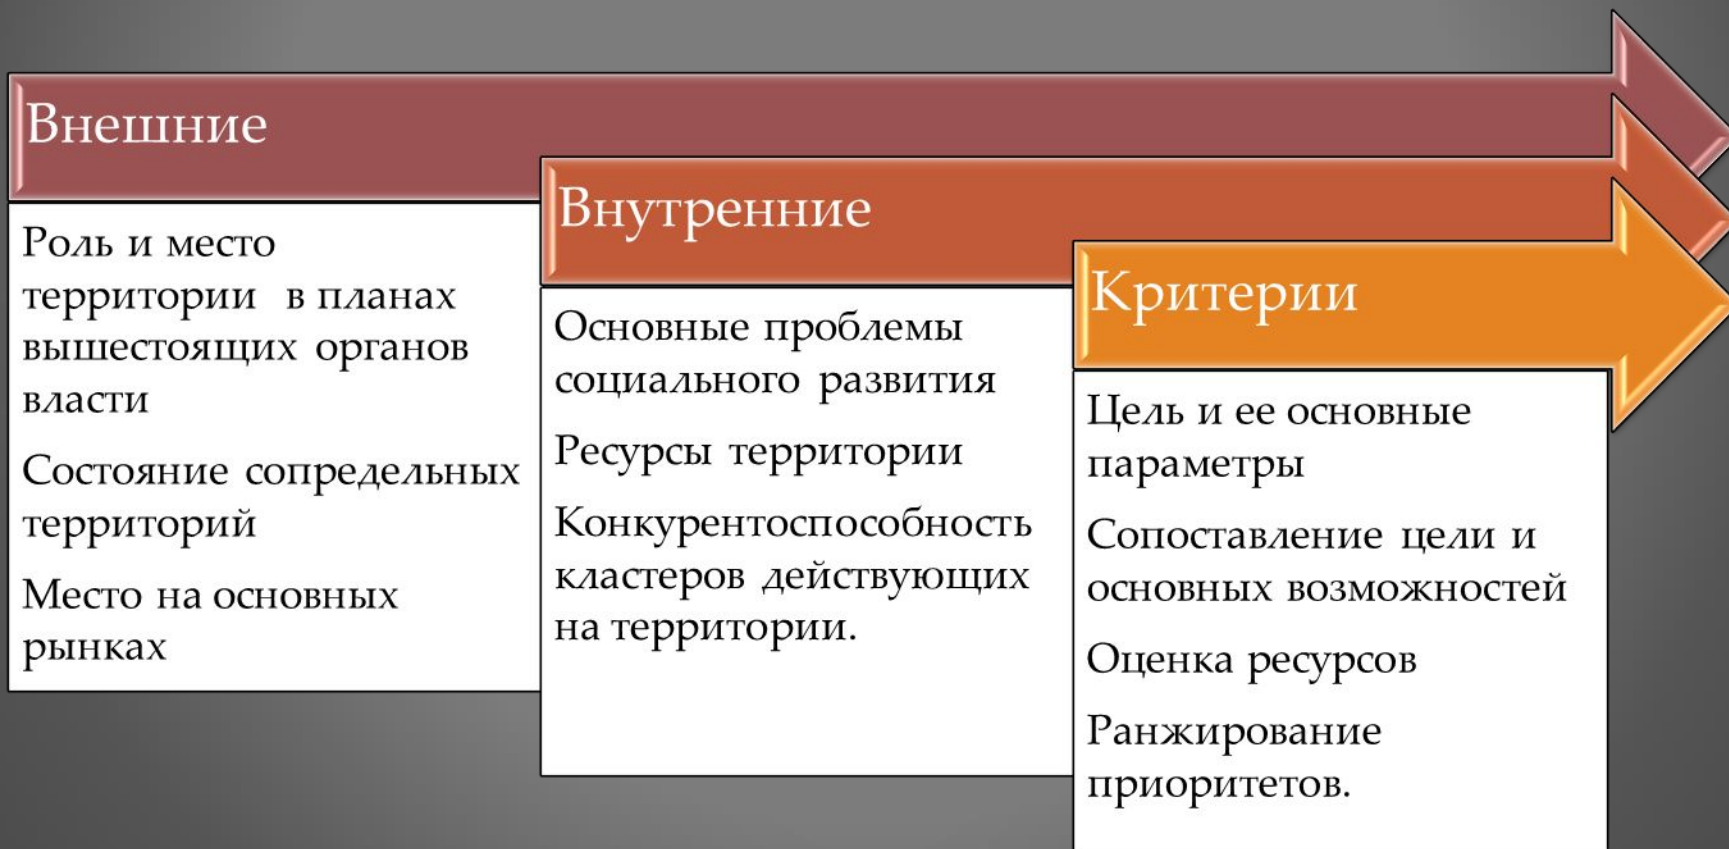 Внешние
Роль и место
территории в планах
вышестоящих органов
власти
Состояние сопредельных
территорий
Место на основных
рынках
Внутренние
Основные проблемы
социального развития
Ресурсы территории
Конкурентоспособность
кластеров действующих
на территории.
Критерии
Цель и ее основные
параметры
Сопоставление цели и
основных возможностей
Оценка ресурсов
Ранжирование
приоритетов.